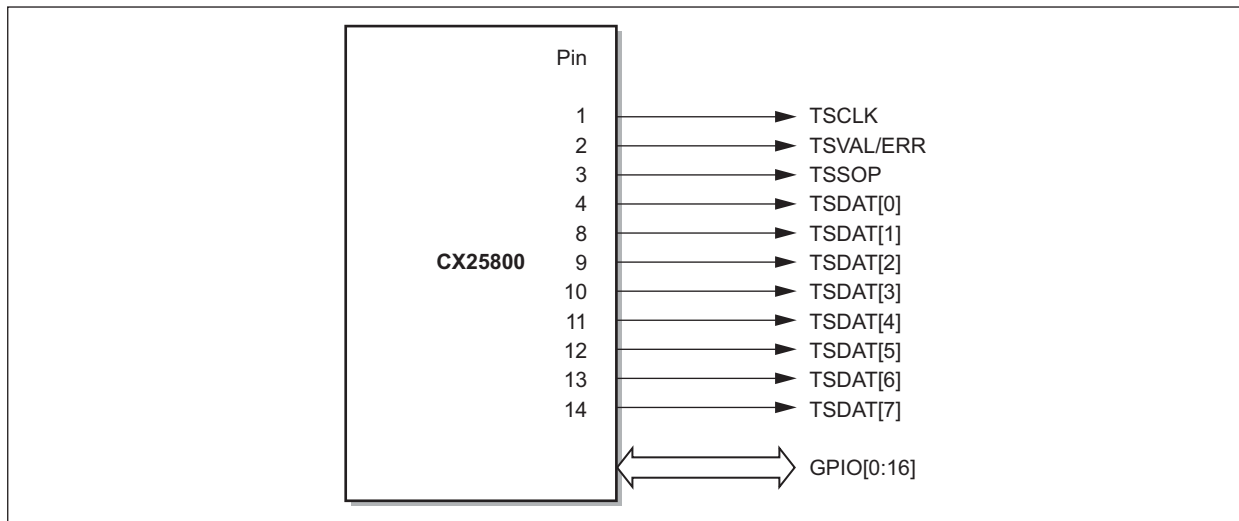 Pin
1 TSCLK
2 TSVAL/ERR
3 TSSOP
4 TSDAT[0]
8 TSDAT[1]
CX25800 9 TSDAT[2]
10 TSDAT[3]
11 TSDAT[4]
12 TSDAT[5]
13 TSDAT[6]
14 TSDAT[7]
GPIO[0:16]